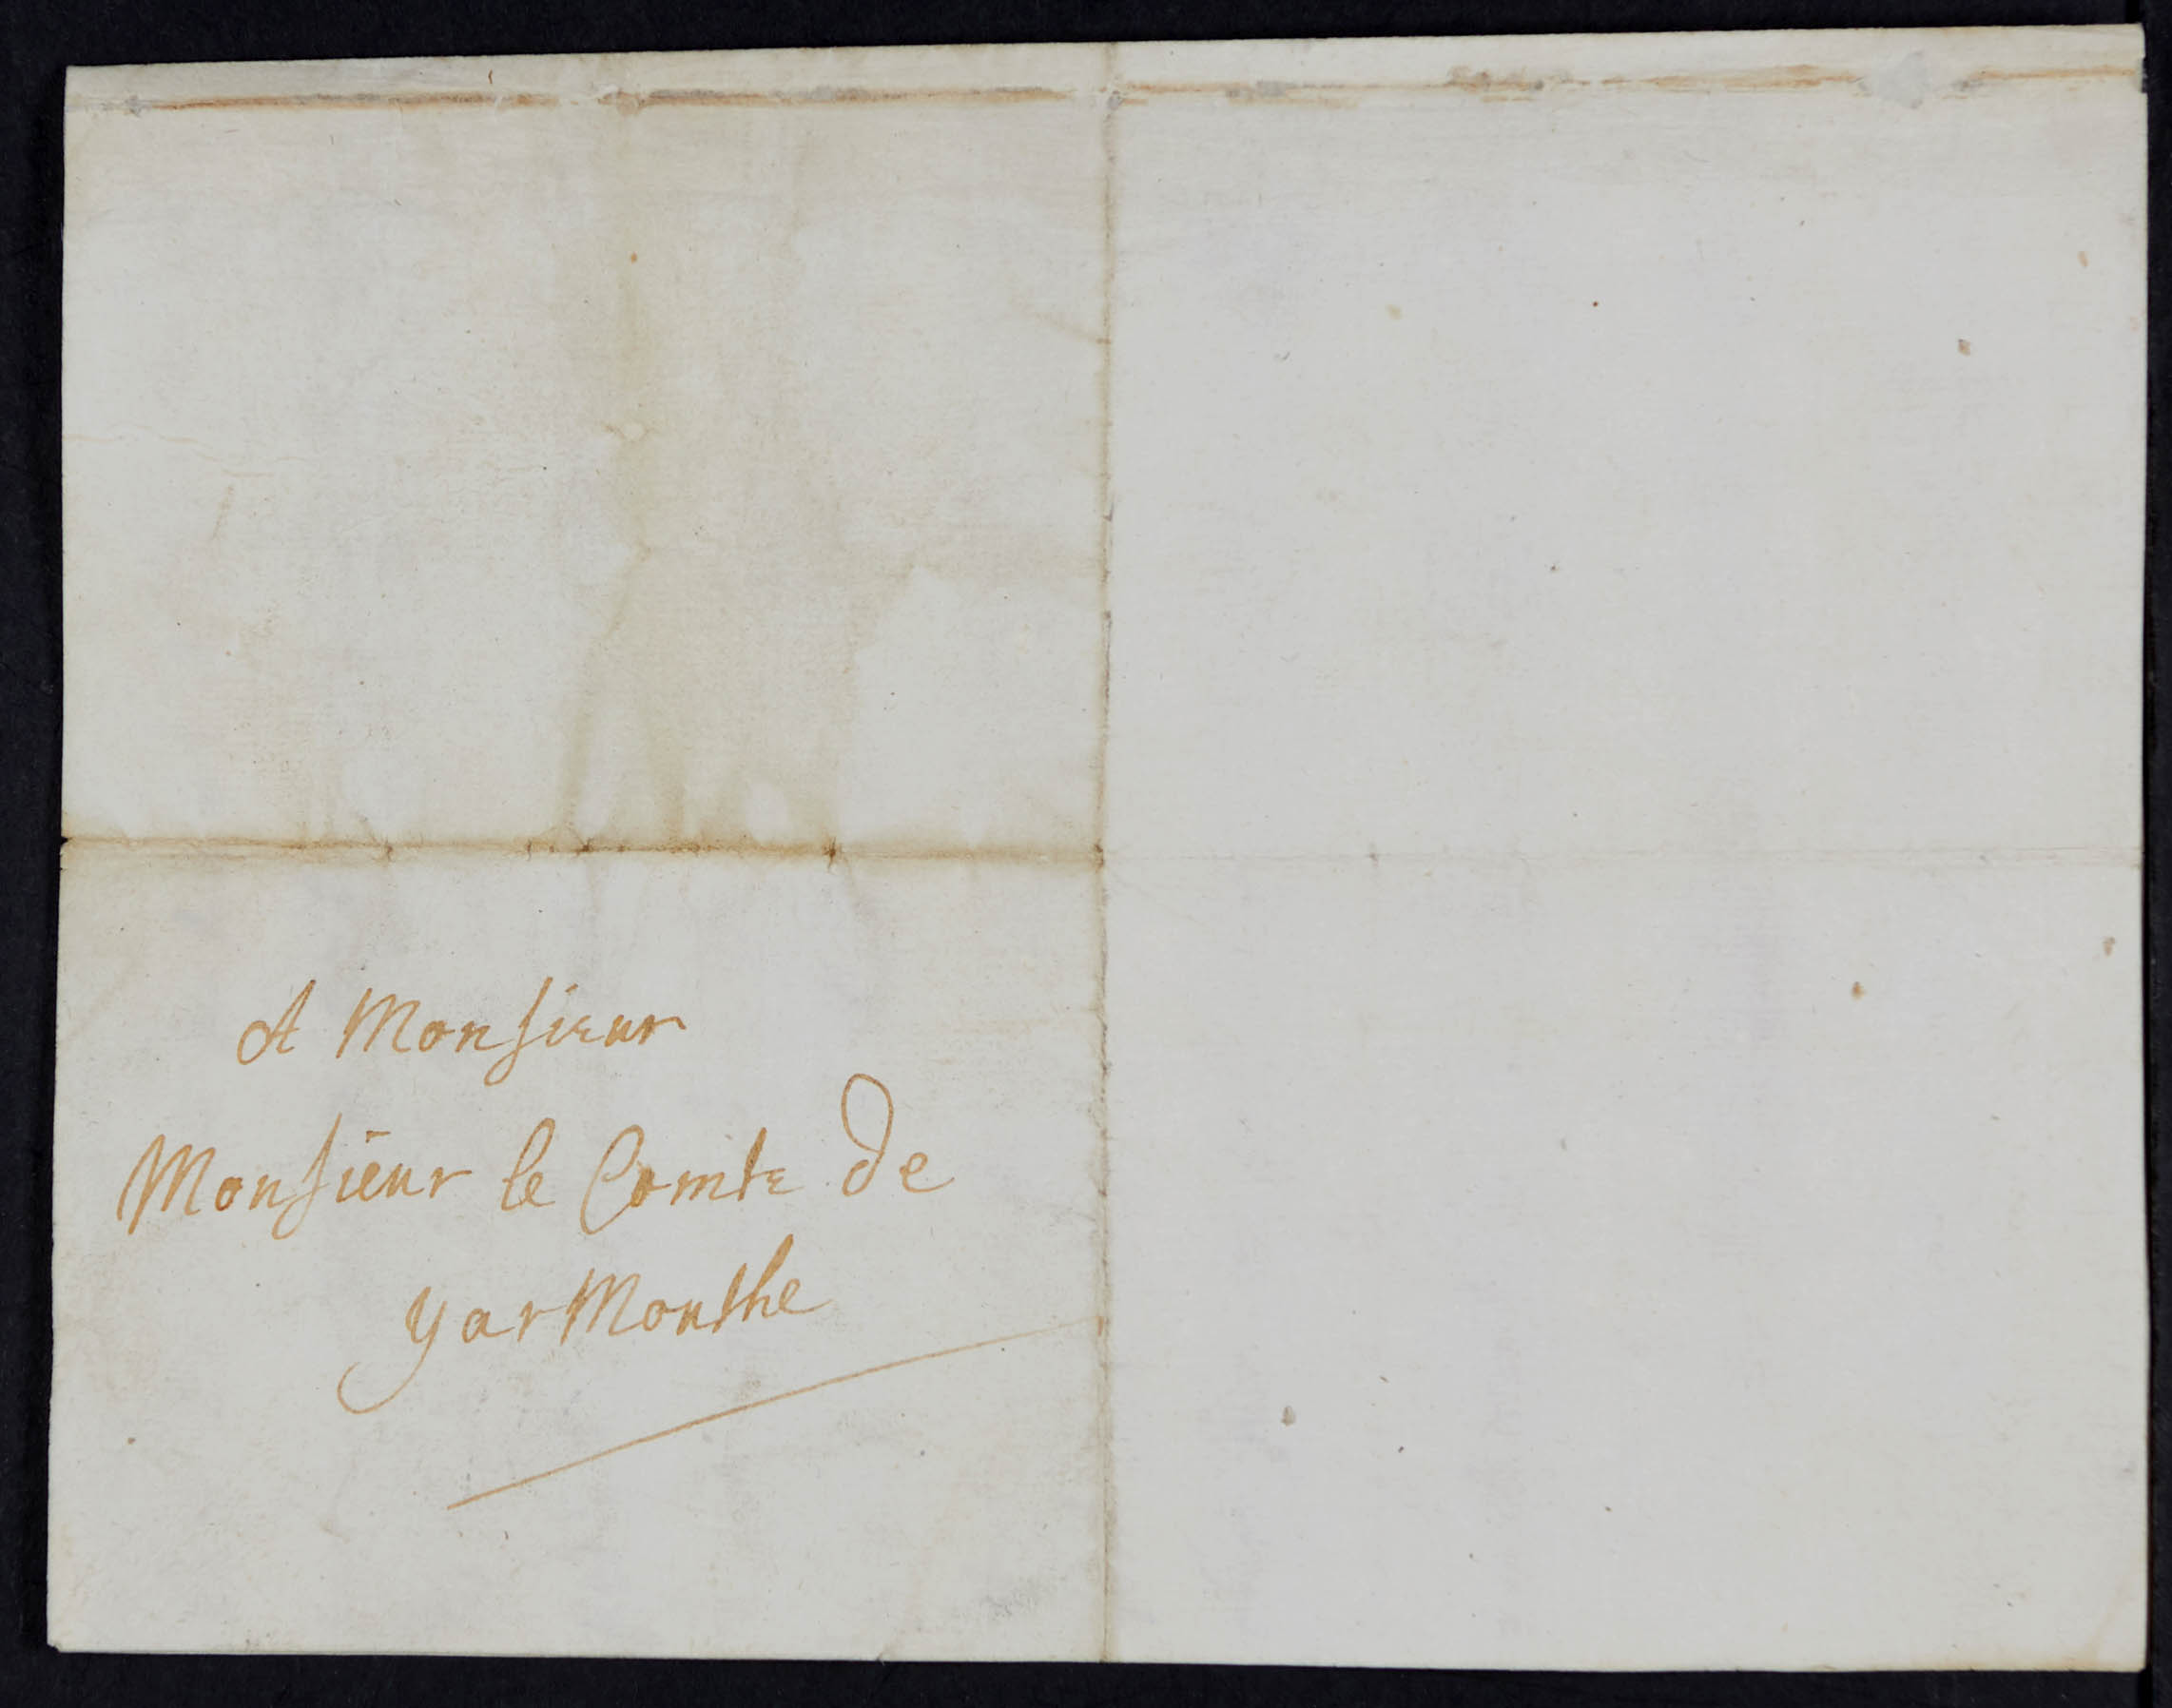 A Monsieur
Monsieur le Comte de
YarMouthe